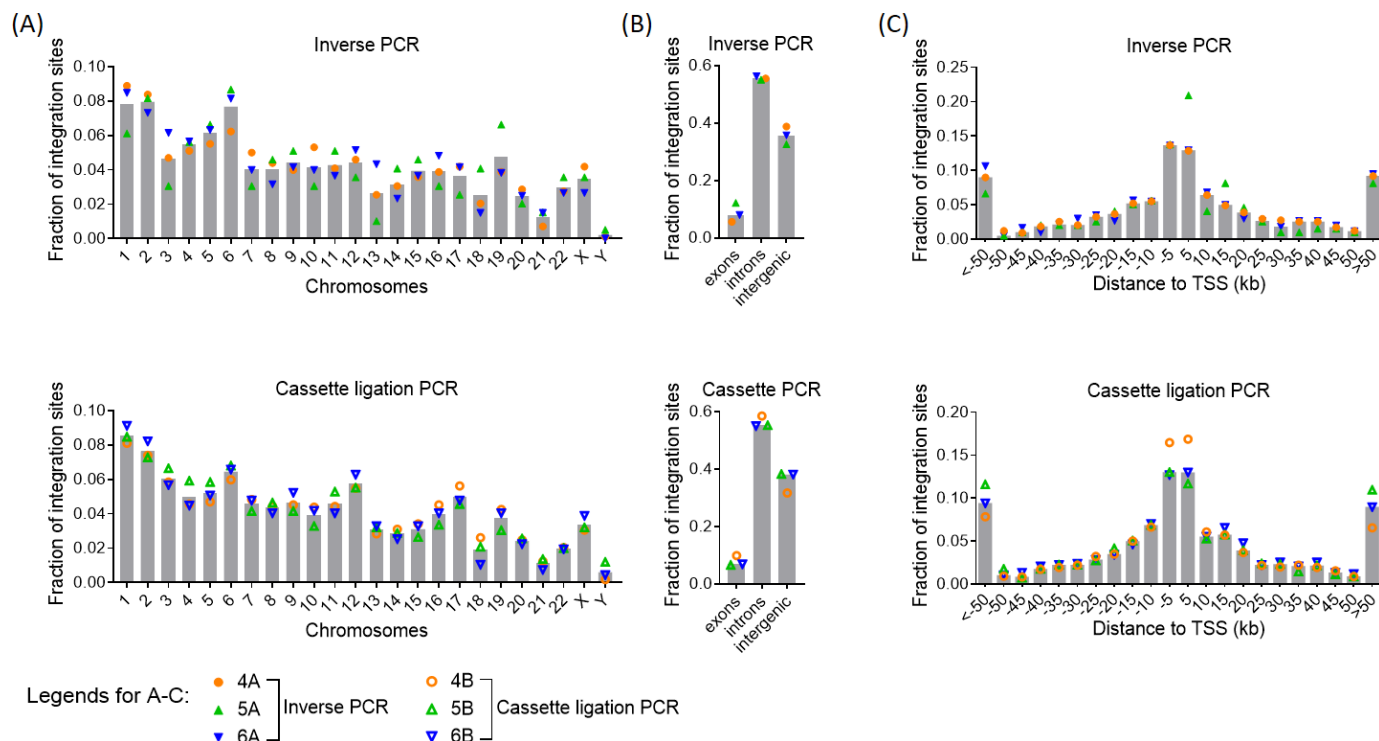 (A)
Inverse PCR
Fraction of integration sites
0.10
0.08
0.06
0.04
0.02
0.00
1 2 3 4 5 6 7 8 9 10 11 12 13 14 15 16 17 18 19 20 21 22 X Y
Chromosomes
(B)
Inverse PCR
Fraction of integration sites
0.6
0.4
0.2
0.0
exons introns intergenic
(C)
Inverse PCR
Fraction of integration sites
0.25
0.20
0.15
0.10
0.05
0.00
<-50 -50 -45 -40 -35 -30 -25 -20 -15 -10 -5 5 10 15 20 25 30 35 40 45 50 >50
Distance to TSS (kb)
Cassette ligation PCR
Fraction of integration sites
0.10
0.08
0.06
0.04
0.02
0.00
1 2 3 4 5 6 7 8 9 10 11 12 13 14 15 16 17 18 19 20 21 22 X Y
Chromosomes
Cassette PCR
Fraction of integration sites
0.6
0.4
0.2
0.0
exons introns intergenic
Cassette ligation PCR
Fraction of integration sites
0.20
0.15
0.10
0.05
0.00
<-50 -50 -45 -40 -35 -30 -25 -20 -15 -10 -5 5 10 15 20 25 30 35 40 45 50 >50
Distance to TSS (kb)
Legends for A-C:
4A
5A
6A
Inverse PCR
4B
5B
6B
Cassette ligation PCR